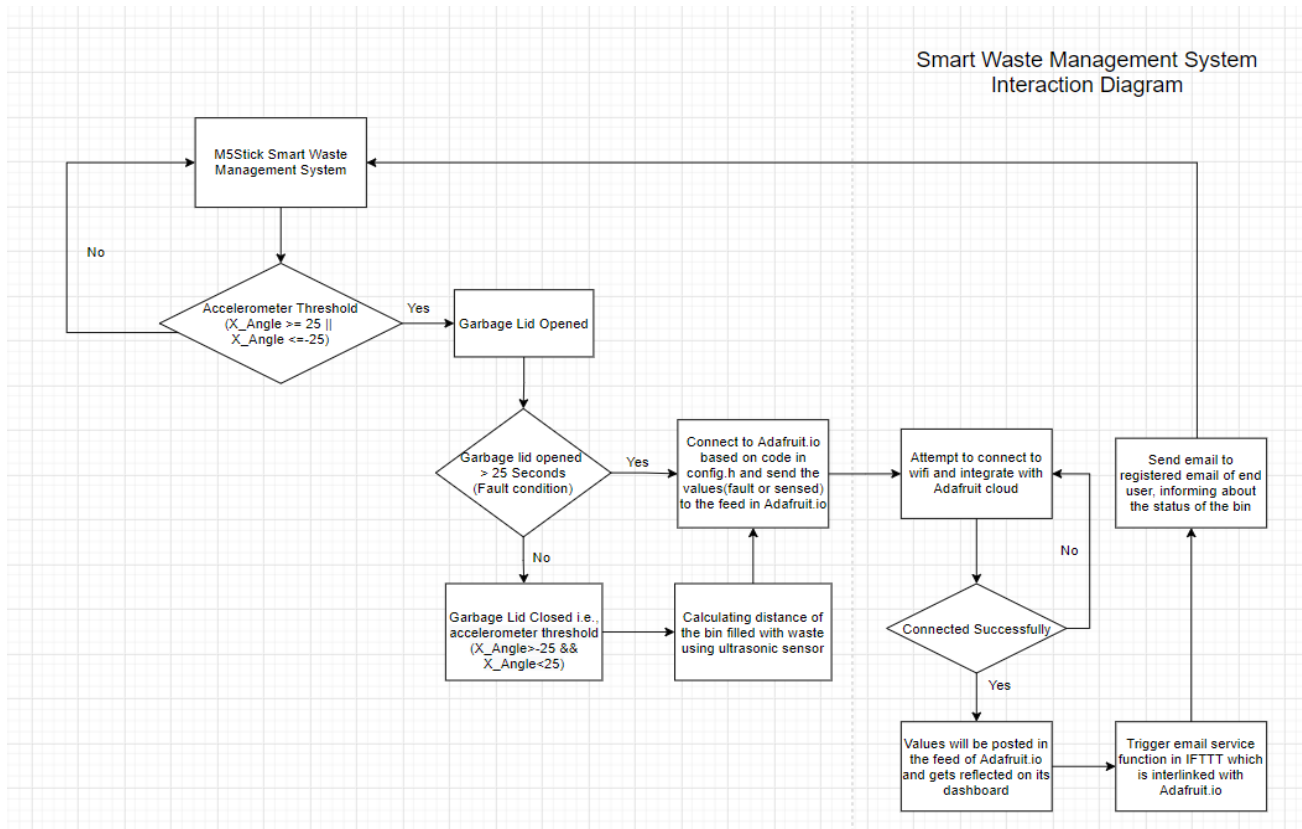 Smart Waste Management System
Interaction Diagram
M5Stick Smart Waste
Management System
No
Accelerometer Threshold
(X_Angle >= 25 ||
X_Angle <=-25)
Yes
Garbage Lid Opened
Garbage lid opened
> 25 Seconds
(Fault condition)
Yes
No
Garbage Lid Closed i.e.,
accelerometer threshold
(X_Angle>-25 &&
X_Angle<25)
Calculating distance of
the bin filled with waste
using ultrasonic sensor
Connect to Adafruit.io
based on code in
config.h and send the
values(fault or sensed)
to the feed in Adafruit.io
Attempt to connect to
wifi and integrate with
Adafruit cloud
No
Connected Successfully
Yes
Values will be posted in
the feed of Adafruit.io
and gets reflected on its
dashboard
Trigger email service
function in IFTTT which
is interlinked with
Adafruit.io
Send email to
registered email of end
user, informing about
the status of the bin